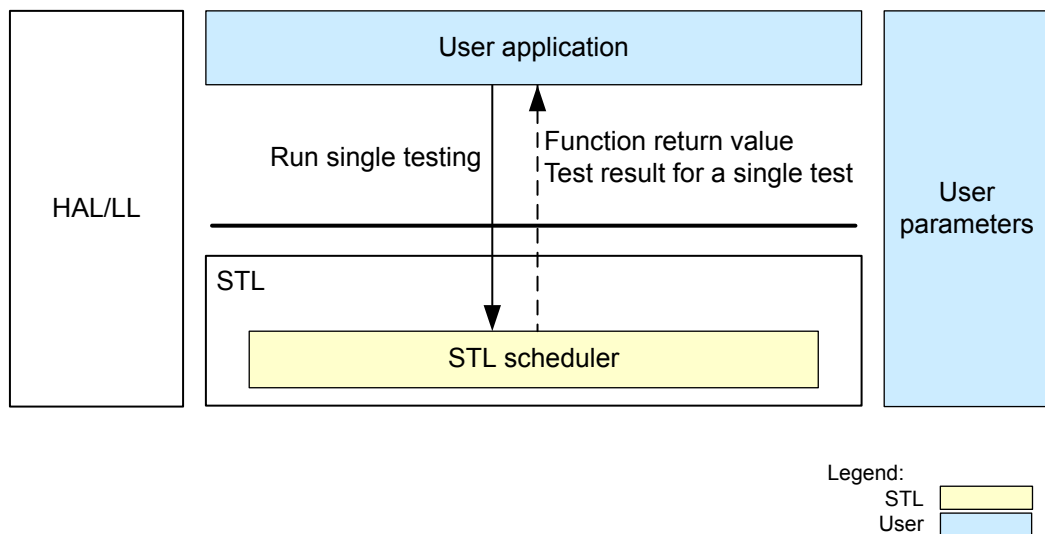 User application
Run single testing
Function return value
Test result for a single test
HAL/LL
User
parameters
STL
STL scheduler
Legend:
STL
User